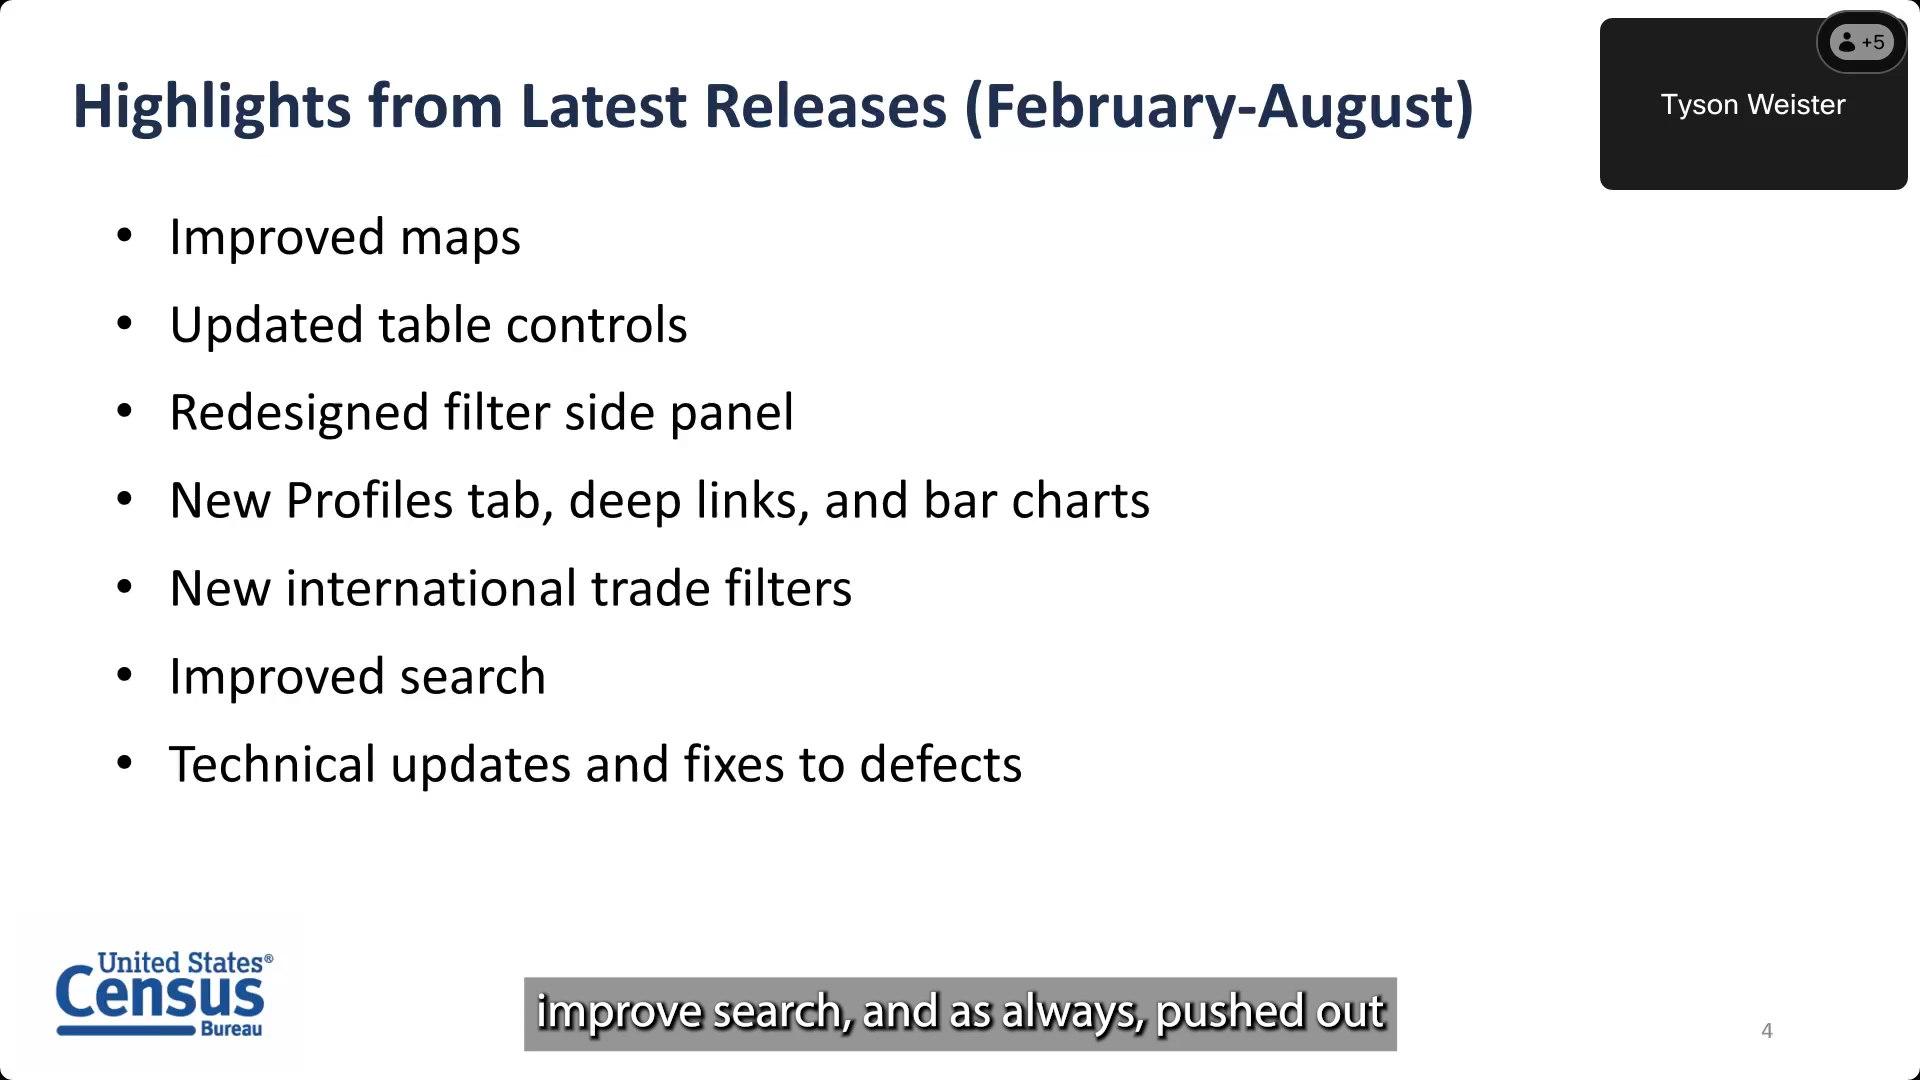 Highlights from Latest Releases (February-August)
+5
Tyson Weister
• Improved maps
• Updated table controls
• Redesigned filter side panel
• New Profiles tab, deep links, and bar charts
• New international trade filters
• Improved search
• Technical updates and fixes to defects
United States®
Census
Bureau
improve search, and as always, pushed out
4